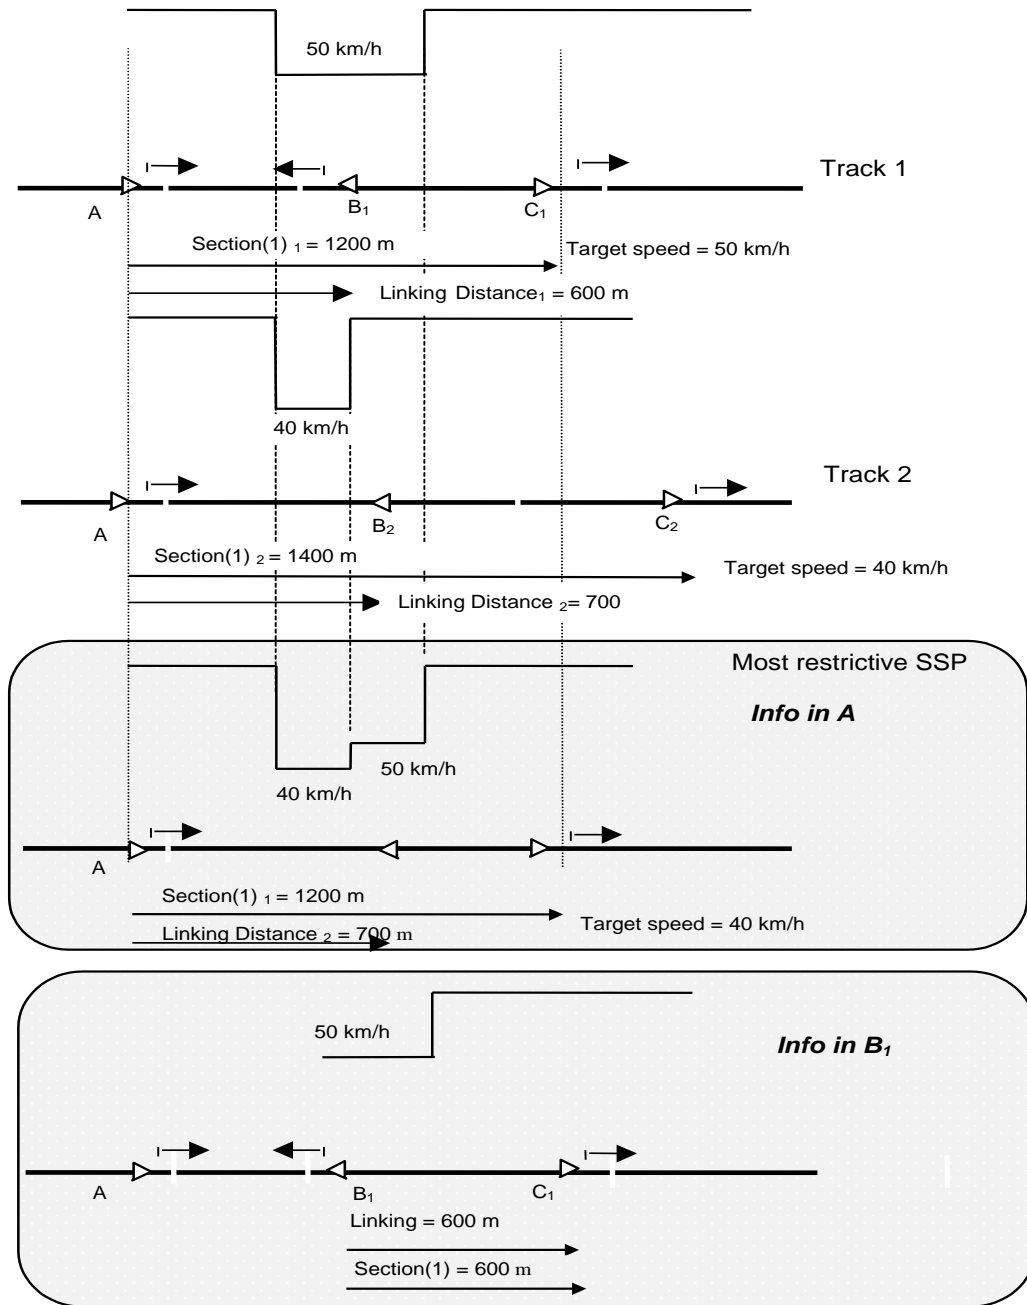 50 km/h
Track 1
A
B1
C1
Section(1) 1 = 1200 m
Target speed = 50 km/h
Linking Distance1 = 600 m
40 km/h
Track 2
A
B2
C2
Section(1) 2 = 1400 m
Target speed = 40 km/h
Linking Distance 2= 700
Most restrictive SSP
Info in A
50 km/h
40 km/h
A
Section(1) 1 = 1200 m
Target speed = 40 km/h
Linking Distance 2 = 700 m
50 km/h
Info in B1
A
B1
C1
Linking = 600 m
Section(1) = 600 m